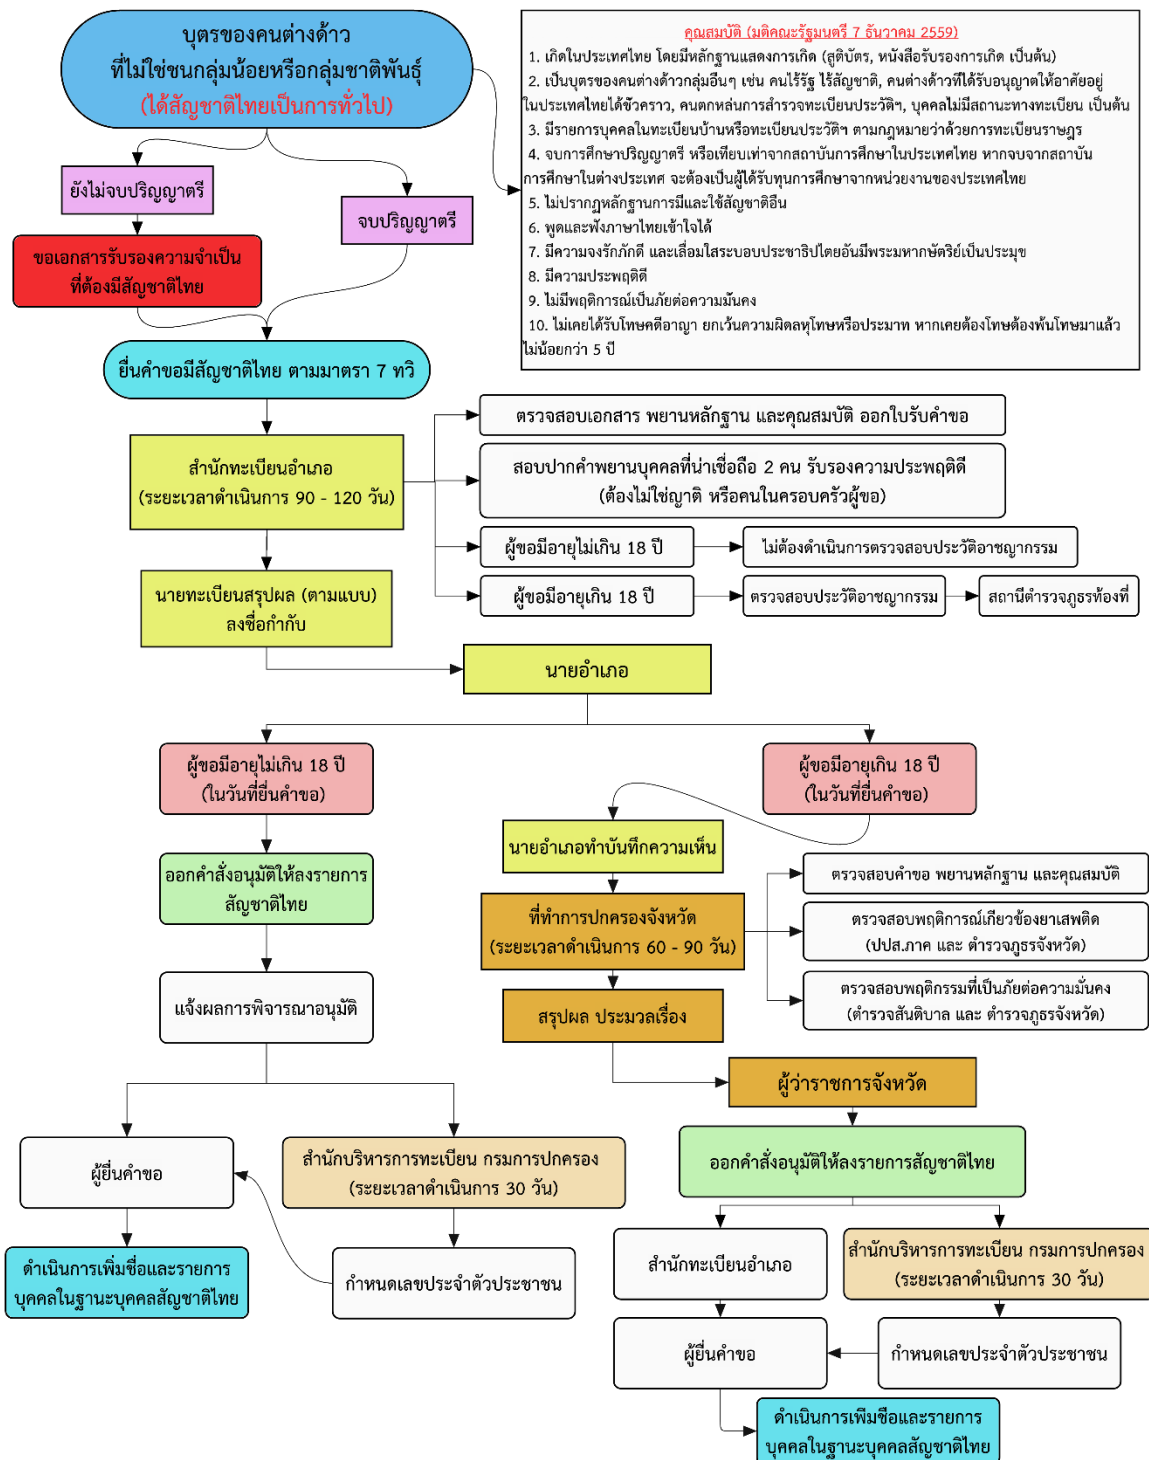 บุตรของคนต่างด้าว
ที่ไม่ใช่ชนกลุ่มน้อยหรือกลุ่มชาติพันธุ์
(ได้สัญชาติไทยเป็นการทั่วไป)
คุณสมบัติ (มติคณะรัฐมนตรี 7 ธันวาคม 2559)
1. เกิดในประเทศไทย โดยมีหลักฐานแสดงการเกิด (สูติบัตร, หนังสือรับรองการเกิด เป็นต้น)
2. เป็นบุตรของคนต่างด้าวกลุ่มอื่นๆ เช่น คนไร้รัฐ ไร้สัญชาติ, คนต่างด้าวที่ได้รับอนุญาตให้อาศัยอยู่
ในประเทศไทยได้ชั่วคราว, คนตกหล่นการสำรวจทะเบียนประวัติฯ, บุคคลไม่มีสถานะทางทะเบียน เป็นต้น
3. มีรายการบุคคลในทะเบียนบ้านหรือทะเบียนประวัติฯ ตามกฎหมายว่าด้วยการทะเบียนราษฎร
4. จบการศึกษาปริญญาตรี หรือเทียบเท่าจากสถาบันการศึกษาในประเทศไทย หากจบจากสถาบัน
การศึกษาในต่างประเทศ จะต้องเป็นผู้ได้รับทุนการศึกษาจากหน่วยงานของประเทศไทย
5. ไม่ปรากฏหลักฐานการมีและใช้สัญชาติอื่น
6. พูดและฟังภาษาไทยเข้าใจได้
7. มีความจงรักภักดี และเลื่อมใสระบอบประชาธิปไตยอันมีพระมหากษัตริย์เป็นประมุข
8. มีความประพฤติดี
9. ไม่มีพฤติการณ์เป็นภัยต่อความมั่นคง
10. ไม่เคยได้รับโทษคดีอาญา ยกเว้นความผิดลหุโทษหรือประมาท หากเคยต้องโทษต้องพ้นโทษมาแล้ว
ไม่น้อยกว่า 5 ปี
ยังไม่จบปริญญาตรี
จบปริญญาตรี
ขอเอกสารรับรองความจำเป็น
ที่ต้องมีสัญชาติไทย
ยื่นคำขอมีสัญชาติไทย ตามมาตรา 7 ทวิ
สำนักทะเบียนอำเภอ
(ระยะเวลาดำเนินการ 90 - 120 วัน)
ตรวจสอบเอกสาร พยานหลักฐาน และคุณสมบัติ ออกใบรับคำขอ
สอบปากคำพยานบุคคลที่น่าเชื่อถือ 2 คน รับรองความประพฤติดี
(ต้องไม่ใช่ญาติ หรือคนในครอบครัวผู้ขอ)
ผู้ขอมีอายุไม่เกิน 18 ปี
ไม่ต้องดำเนินการตรวจสอบประวัติอาชญากรรม
ผู้ขอมีอายุเกิน 18 ปี
ตรวจสอบประวัติอาชญากรรม
สถานีตำรวจภูธรท้องที่
นายทะเบียนสรุปผล (ตามแบบ)
ลงชื่อกำกับ
นายอำเภอ
ผู้ขอมีอายุไม่เกิน 18 ปี
(ในวันที่ยื่นคำขอ)
ผู้ขอมีอายุเกิน 18 ปี
(ในวันที่ยื่นคำขอ)
นายอำเภอทำบันทึกความเห็น
ออกคำสั่งอนุมัติให้ลงรายการ
สัญชาติไทย
ที่ทำการปกครองจังหวัด
(ระยะเวลาดำเนินการ 60 - 90 วัน)
ตรวจสอบคำขอ พยานหลักฐาน และคุณสมบัติ
ตรวจสอบพฤติการณ์เกี่ยวข้องยาเสพติด
(ปปส.ภาค และ ตำรวจภูธรจังหวัด)
ตรวจสอบพฤติกรรมที่เป็นภัยต่อความมั่นคง
(ตำรวจสันติบาล และ ตำรวจภูธรจังหวัด)
แจ้งผลการพิจารณาอนุมัติ
สรุปผล ประมวลเรื่อง
ผู้ว่าราชการจังหวัด
ผู้ยื่นคำขอ
สำนักบริหารการทะเบียน กรมการปกครอง
(ระยะเวลาดำเนินการ 30 วัน)
ออกคำสั่งอนุมัติให้ลงรายการสัญชาติไทย
ดำเนินการเพิ่มชื่อและรายการ
บุคคลในฐานะบุคคลสัญชาติไทย
กำหนดเลขประจำตัวประชาชน
สำนักทะเบียนอำเภอ
สำนักบริหารการทะเบียน กรมการปกครอง
(ระยะเวลาดำเนินการ 30 วัน)
ผู้ยื่นคำขอ
กำหนดเลขประจำตัวประชาชน
ดำเนินการเพิ่มชื่อและรายการ
บุคคลในฐานะบุคคลสัญชาติไทย